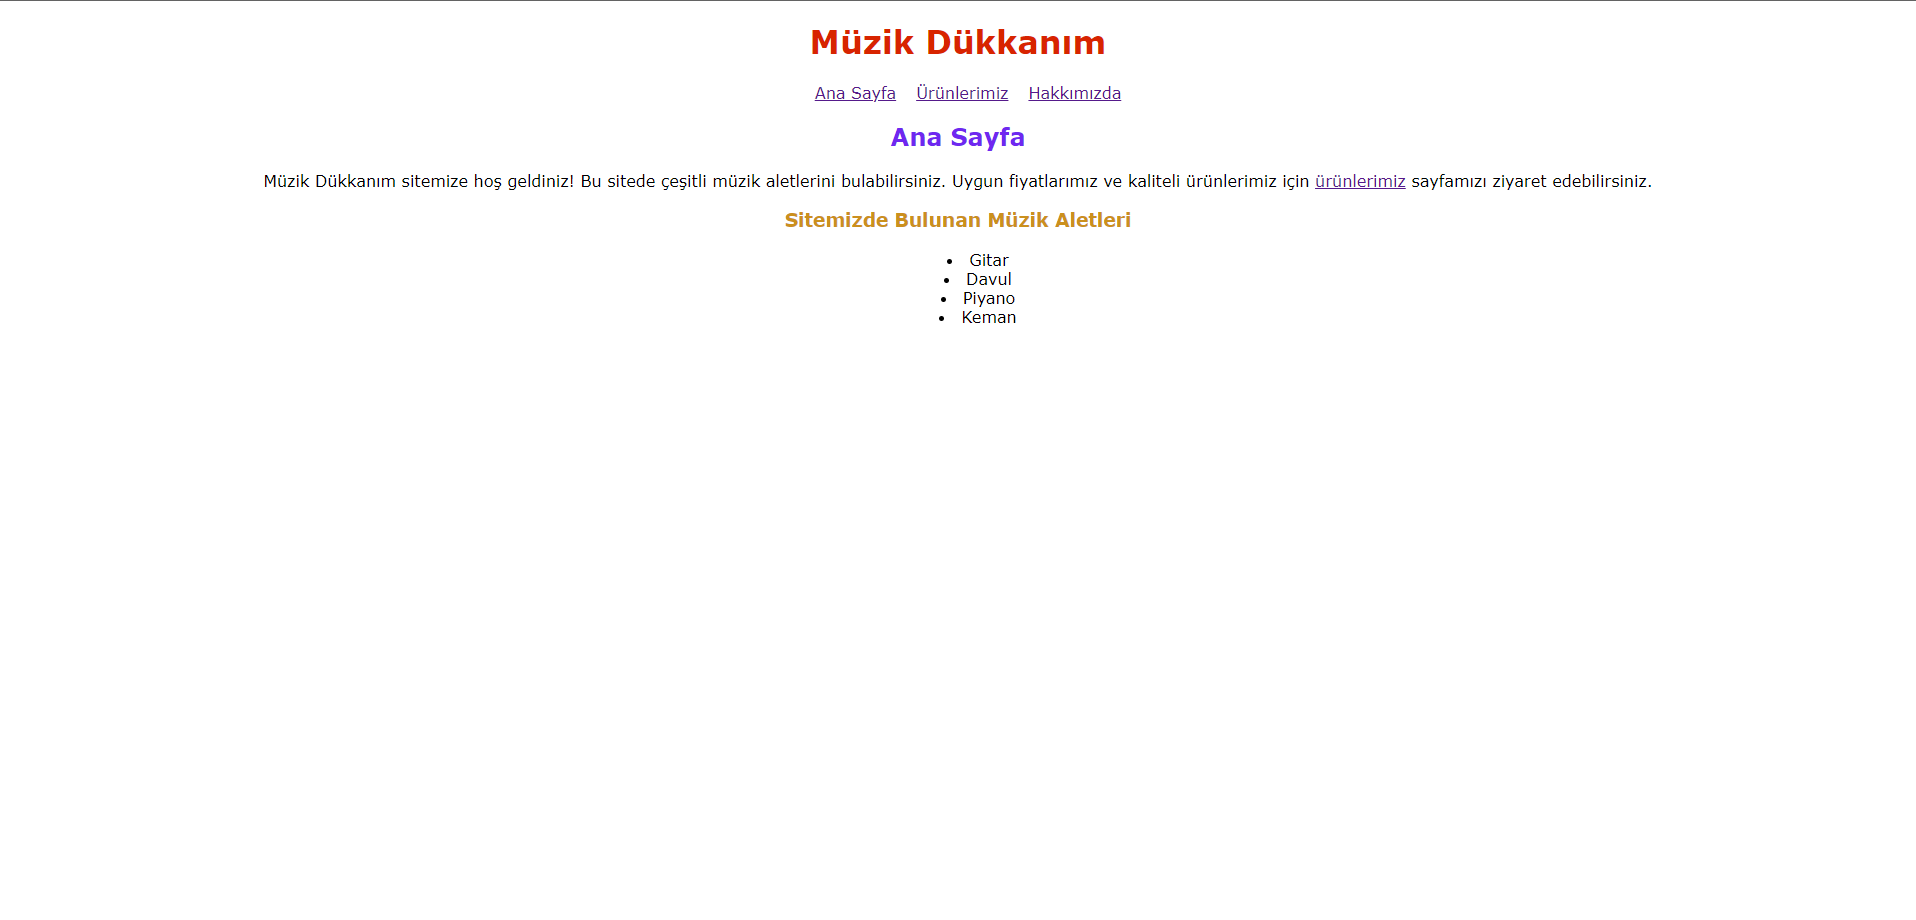 Müzik Dükkanım
Ana Sayfa Ürünlerimiz Hakkımızda
Ana Sayfa
Müzik Dükkanım sitemize hoş geldiniz! Bu sitede çeşitli müzik aletlerini bulabilirsiniz. Uygun fiyatlarımız ve kaliteli ürünlerimiz için ürünlerimiz sayfamızı ziyaret edebilirsiniz.
Sitemizde Bulunan Müzik Aletleri
• Gitar
• Davul
• Piyano
• Keman